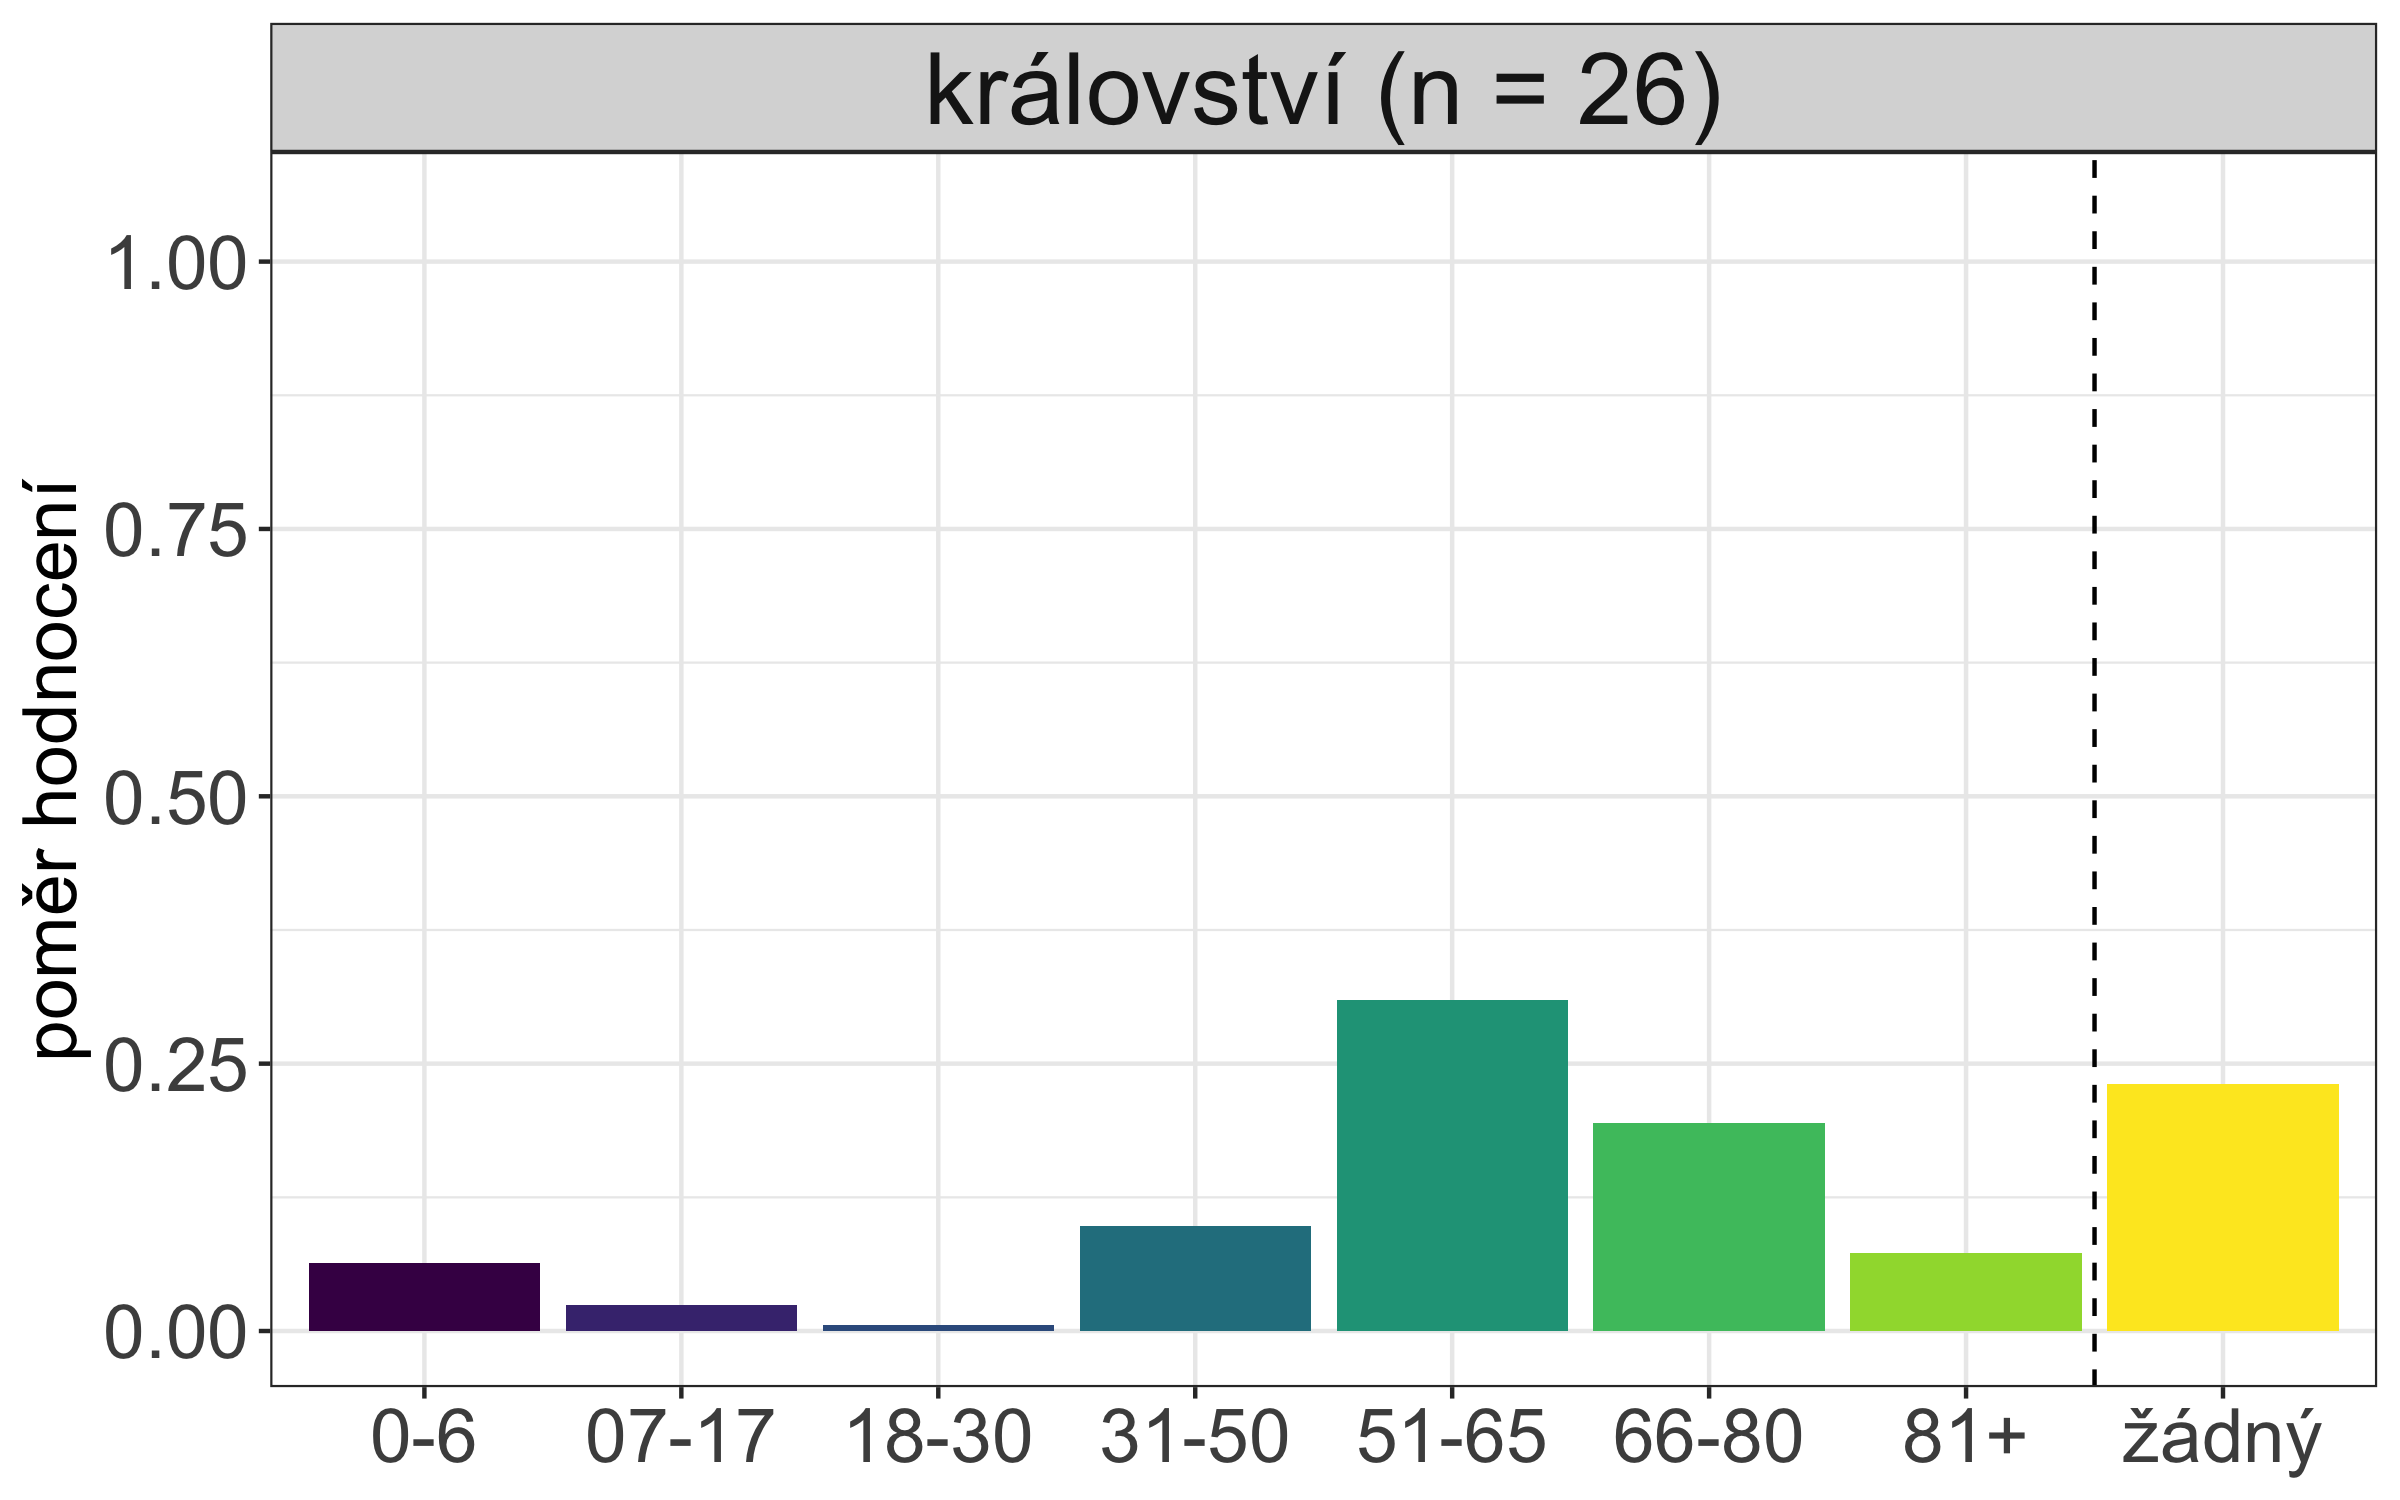 království (n = 26)
poměr hodnocení
1.00
0.75
0.50
0.25
0.00
0-6 07-17 18-30 31-50 51-65 66-80 81+ žádný